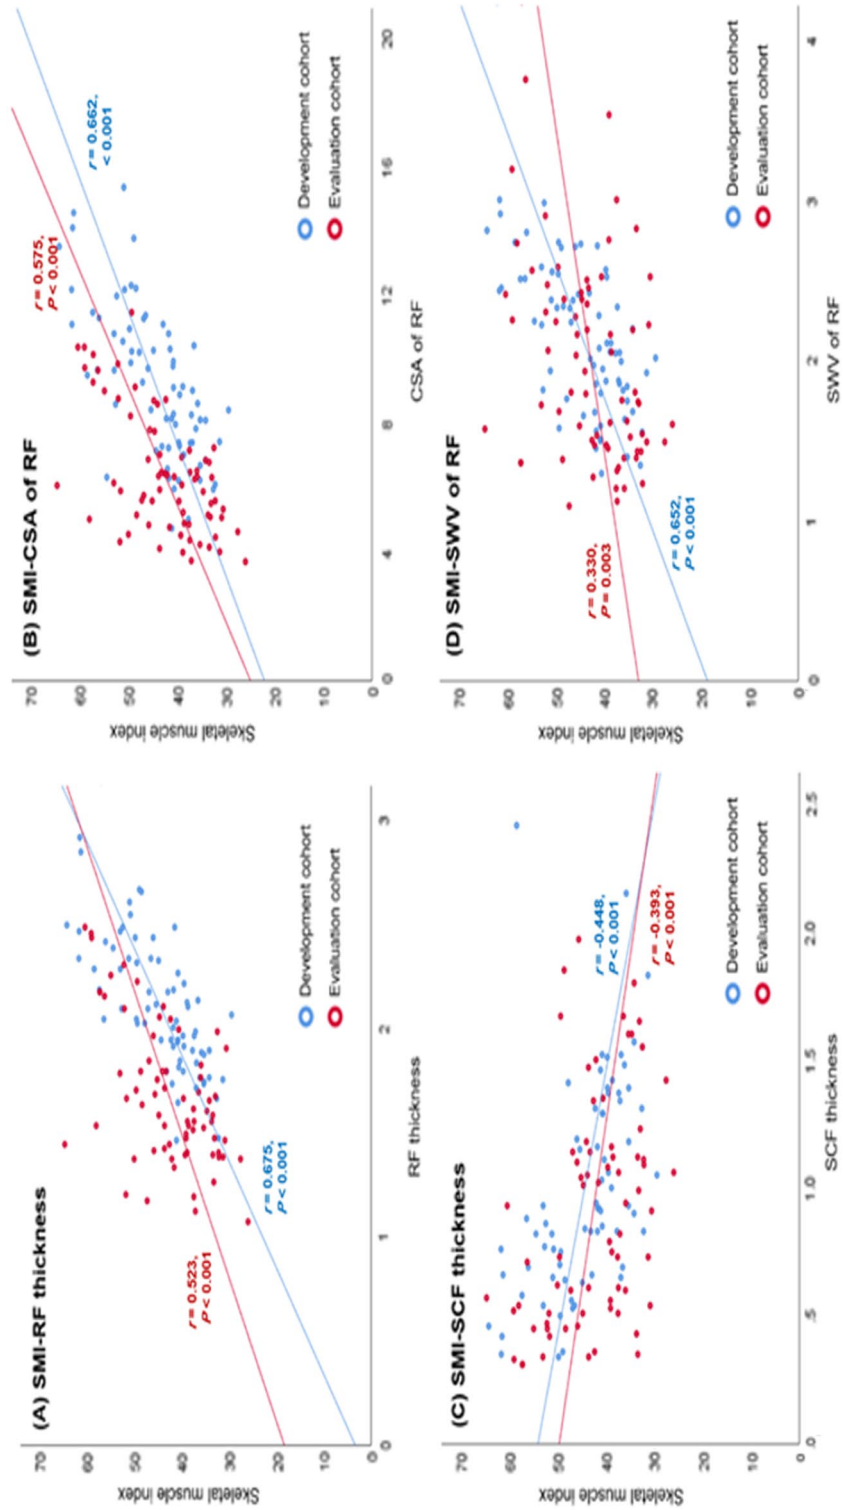 (A) SMI-RF thickness
Skeletal muscle index
70
60
50
40
30
20
10
0
r = 0.523,
P < 0.001
r = 0.675,
P < 0.001
Development cohort
Evaluation cohort
0
1
2
3
RF thickness
(B) SMI-CSA of RF
Skeletal muscle index
70
60
50
40
30
20
10
0
r = 0.575,
P < 0.001
r = 0.662,
< 0.001
Development cohort
Evaluation cohort
0
4
8
12
16
20
CSA of RF
(C) SMI-SCF thickness
Skeletal muscle index
70
60
50
40
30
20
10
0
r = -0.448,
P < 0.001
r = -0.393,
P < 0.001
Development cohort
Evaluation cohort
.0
.5
1.0
1.5
2.0
2.5
SCF thickness
(D) SMI-SWV of RF
Skeletal muscle index
70
60
50
40
30
20
10
0
r = 0.330,
P = 0.003
r = 0.652,
P < 0.001
Development cohort
Evaluation cohort
0
1
2
3
4
SWV of RF